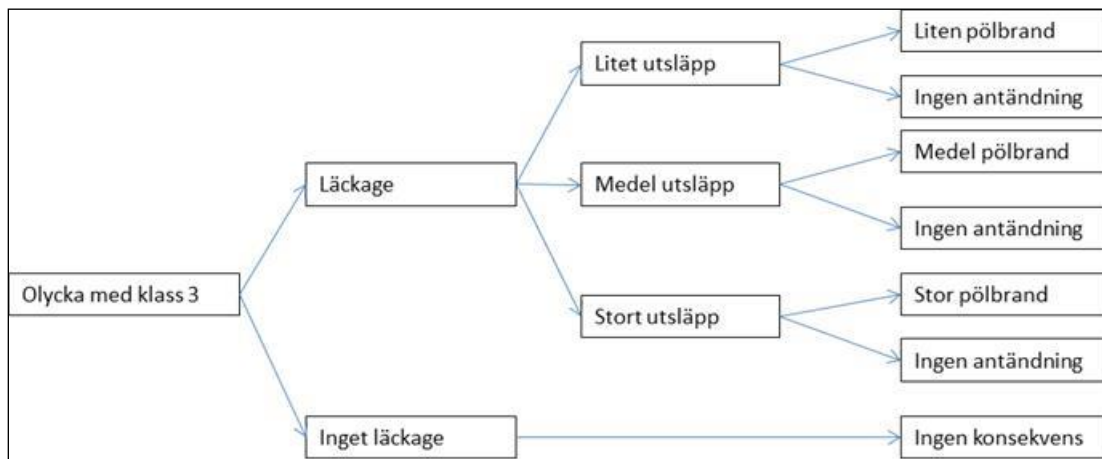 Liten pölbrand
Litet utsläpp
Ingen antändning
Medel pölbrand
Läckage
Medel utsläpp
Ingen antändning
Olycka med klass 3
Stor pölbrand
Stort utsläpp
Ingen antändning
Inget läckage
Ingen konsekvens